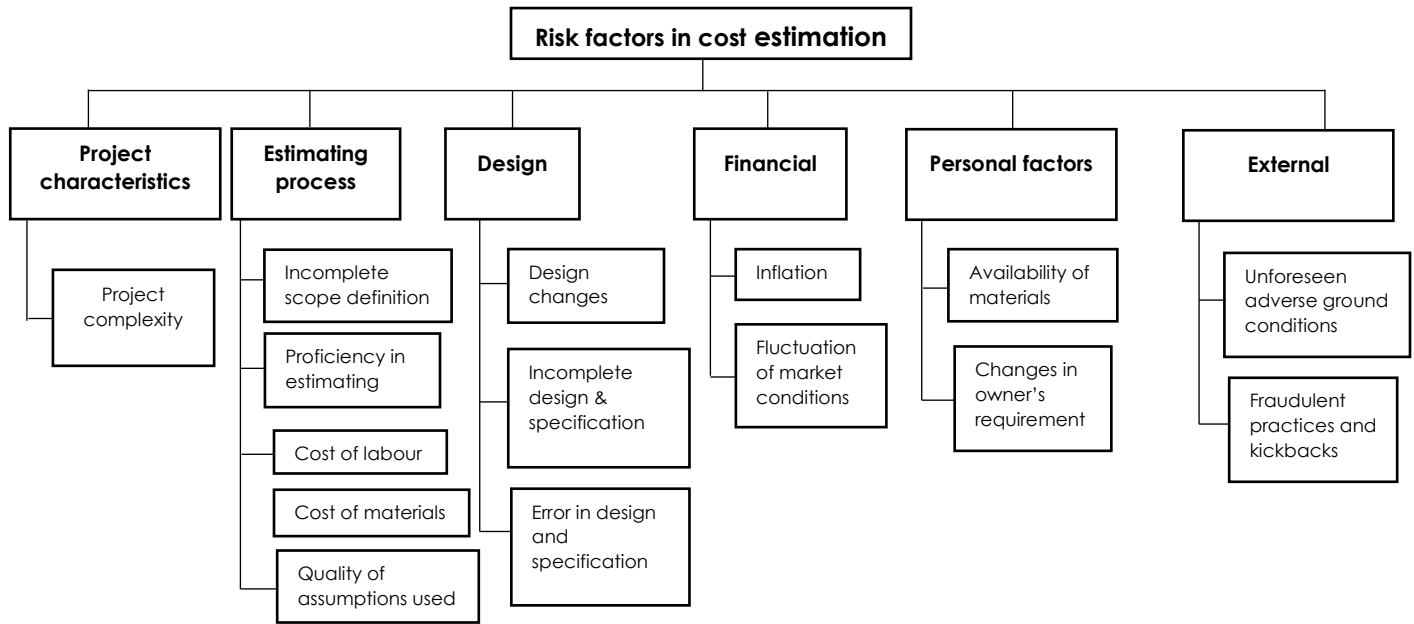 Risk factors in cost estimation
Project
characteristics
Estimating
process
Design
Financial
Personal factors
External
Project
complexity
Incomplete
scope definition
Proficiency in
estimating
Cost of labour
Cost of materials
Quality of
assumptions used
Design
changes
Incomplete
design &
specification
Error in design
and
specification
Inflation
Fluctuation
of market
conditions
Availability of
materials
Changes in
owner’s
requirement
Unforeseen
adverse ground
conditions
Fraudulent
practices and
kickbacks